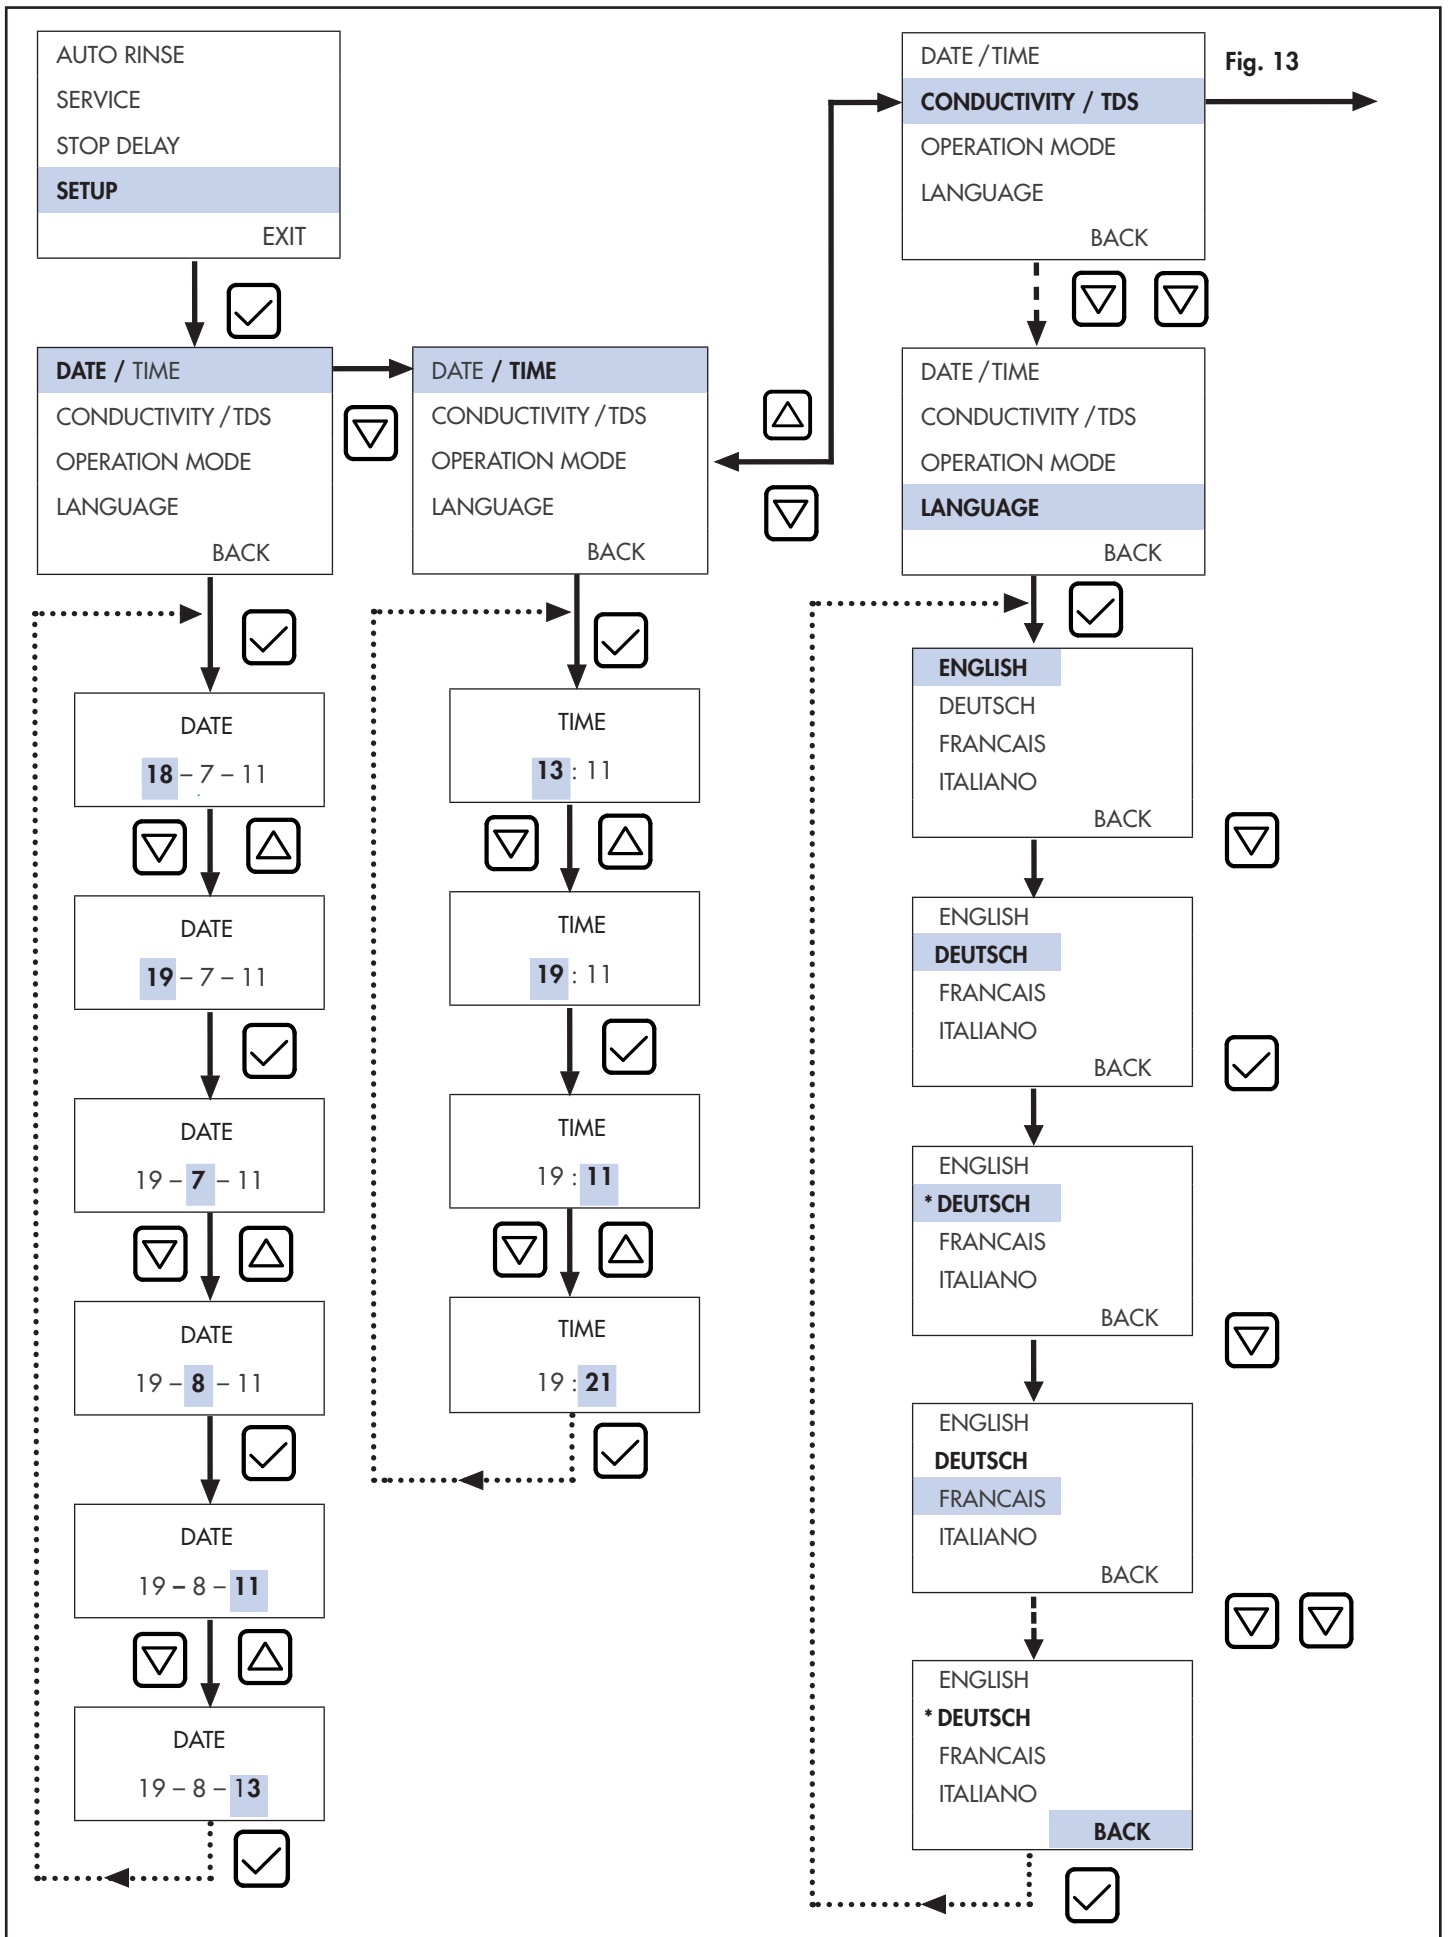 AUTO RINSE
SERVICE
STOP DELAY
SETUP
EXIT
DATE / TIME
CONDUCTIVITY / TDS
OPERATION MODE
LANGUAGE
BACK
DATE
18 – 7 – 11
DATE
19 – 7 – 11
DATE
19 – 7 – 11
DATE
19 – 8 – 11
DATE
19 – 8 – 11
DATE
19 – 8 – 13
DATE / TIME
CONDUCTIVITY / TDS
OPERATION MODE
LANGUAGE
BACK
TIME
13 : 11
TIME
19 : 11
TIME
19 : 11
TIME
19 : 21
DATE / TIME
CONDUCTIVITY / TDS
OPERATION MODE
LANGUAGE
BACK
Fig. 13
DATE / TIME
CONDUCTIVITY / TDS
OPERATION MODE
LANGUAGE
BACK
ENGLISH
DEUTSCH
FRANCAIS
ITALIANO
BACK
ENGLISH
DEUTSCH
FRANCAIS
ITALIANO
BACK
ENGLISH
* DEUTSCH
FRANCAIS
ITALIANO
BACK
ENGLISH
DEUTSCH
FRANCAIS
ITALIANO
BACK
ENGLISH
* DEUTSCH
FRANCAIS
ITALIANO
BACK